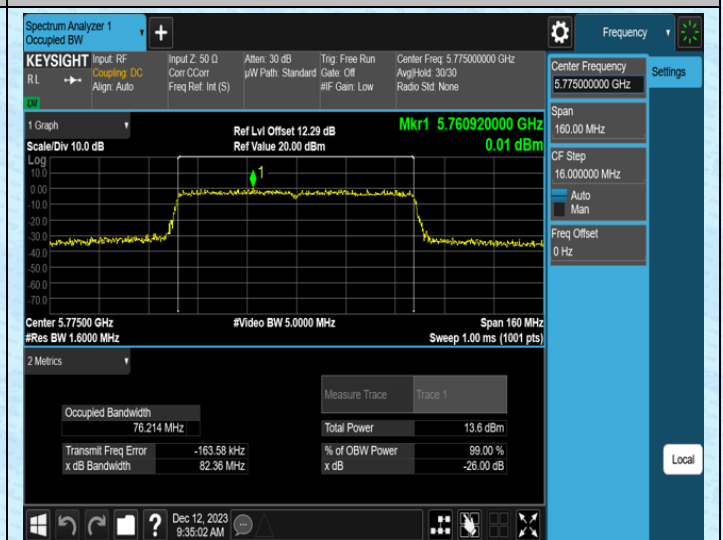 Spectrum Analyzer 1
Occupied BW
+
Frequency
KEYSIGHT Input: RF Input Z: 50 Ω Atten: 30 dB Trig: Free Run Center Freq: 5.775000000 GHz
RL Coupling: DC Corr CCorr µW Path: Standard Gate: Off Avg|Hold: 30/30
Align: Auto Freq Ref: Int (S) #IF Gain: Low Radio Std: None
LXI
Center Frequency
5.775000000 GHz
Settings
Span
160.00 MHz
CF Step
16.000000 MHz
Auto
Man
Freq Offset
0 Hz
1 Graph
Ref Lvl Offset 12.29 dB
Mkr1 5.760920000 GHz
Scale/Div 10.0 dB
Ref Value 20.00 dBm
0.01 dBm
Log
10.0
0.00
-10.0
-20.0
-30.0
-40.0
-50.0
-60.0
-70.0
1
Center 5.77500 GHz
#Video BW 5.0000 MHz
Span 160 MHz
#Res BW 1.6000 MHz
Sweep 1.00 ms (1001 pts)
2 Metrics
Measure Trace Trace 1
Occupied Bandwidth
76.214 MHz
Total Power 13.6 dBm
Transmit Freq Error -163.58 kHz
% of OBW Power 99.00 %
x dB Bandwidth 82.36 MHz
x dB -26.00 dB
Local
?
Dec 12, 2023
9:35:02 AM